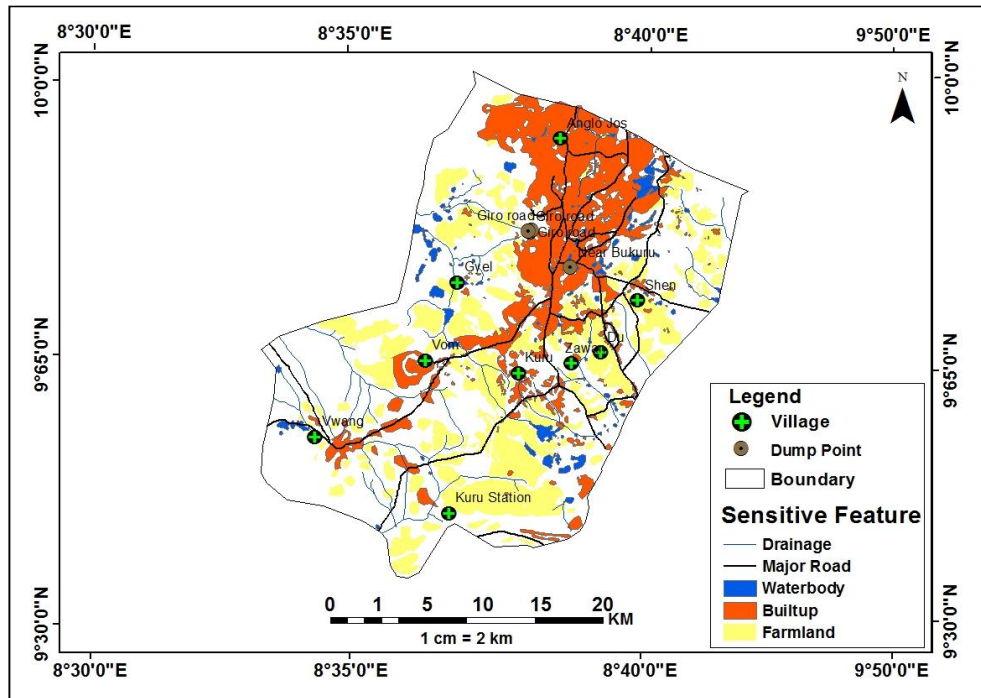 8°30'0"E 8°35'0"E 8°40'0"E 9°50'0"E
10°0'0"N
10°0'0"N
N
Anglo Jos
Giro road Giro road
Giro road
Near Bukuru
Gyel
Shen
Du
Vom
Kuru
Zawan
Vwang
Kuru Station
9°65'0"N
9°65'0"N
Legend
Village
Dump Point
Boundary
Sensitive Feature
Drainage
Major Road
Waterbody
Builtup
Farmland
0 1 5 10 15 20
KM
1 cm = 2 km
9°30'0"N
9°30'0"N
8°30'0"E 8°35'0"E 8°40'0"E 9°50'0"E